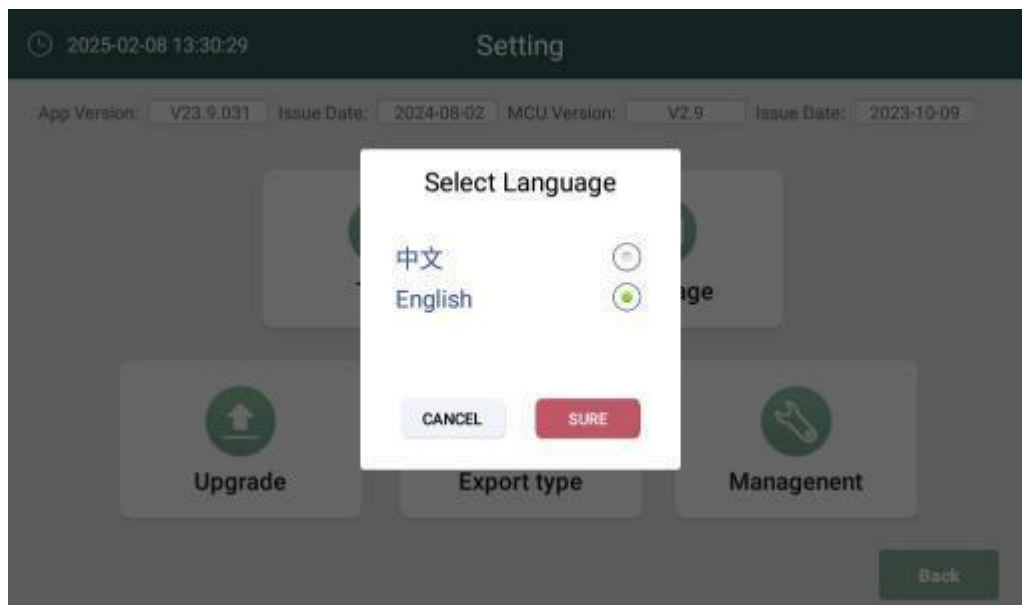 2025-02-08 13:30:29
Setting
App Version: V23.9.031 Issue Date: 2024-08-02 MCU Version: V2.9 Issue Date: 2023-10-09
Select Language
中文
English
CANCEL SURE
Upgrade
Export type
Managenent
Back